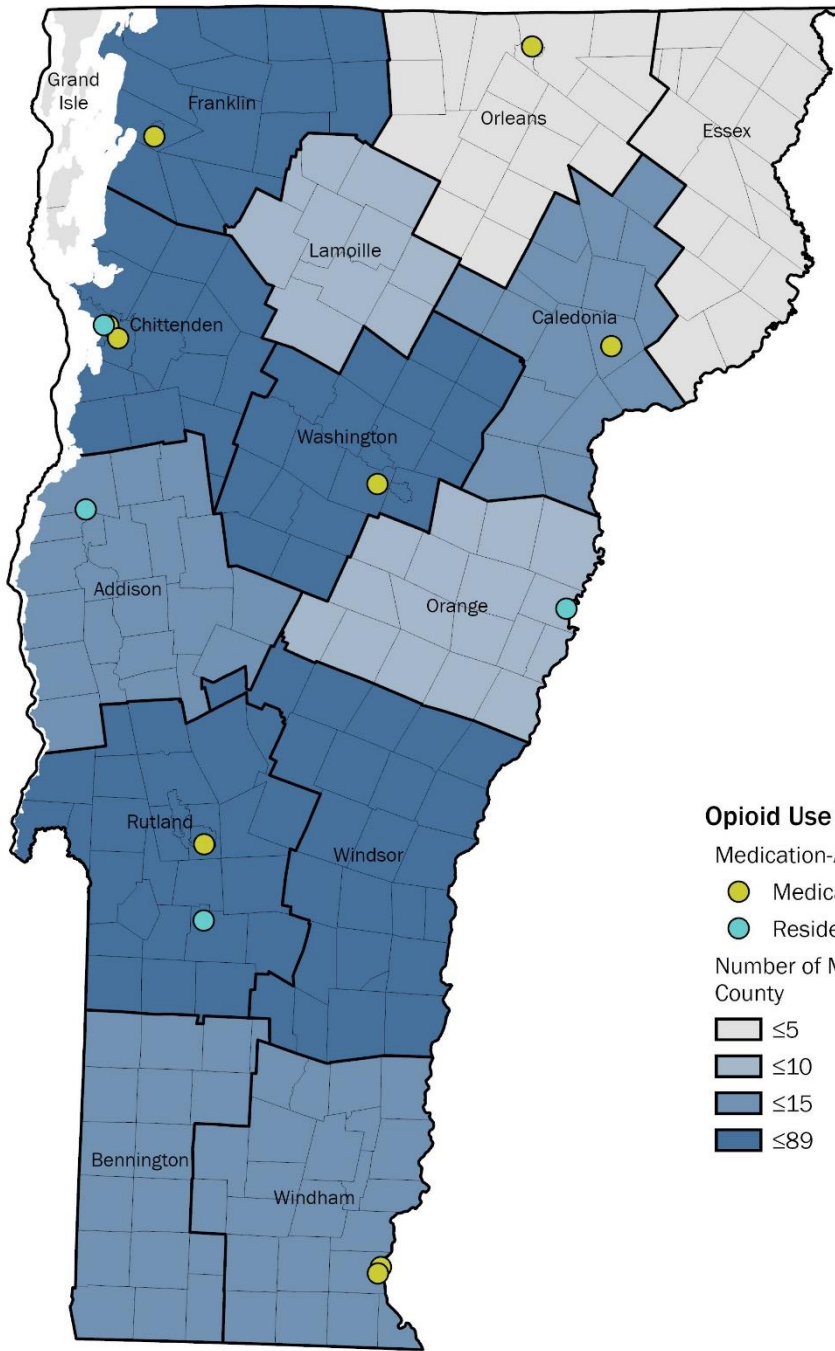 Grand
Isle
Franklin
Orleans
Essex
Lamoille
Chittenden
Caledonia
Washington
Addison
Orange
Rutland
Windsor
Bennington
Windham
Opioid Use
Medication-
Medica
Reside
Number of
County
≤5
≤10
≤15
≤89